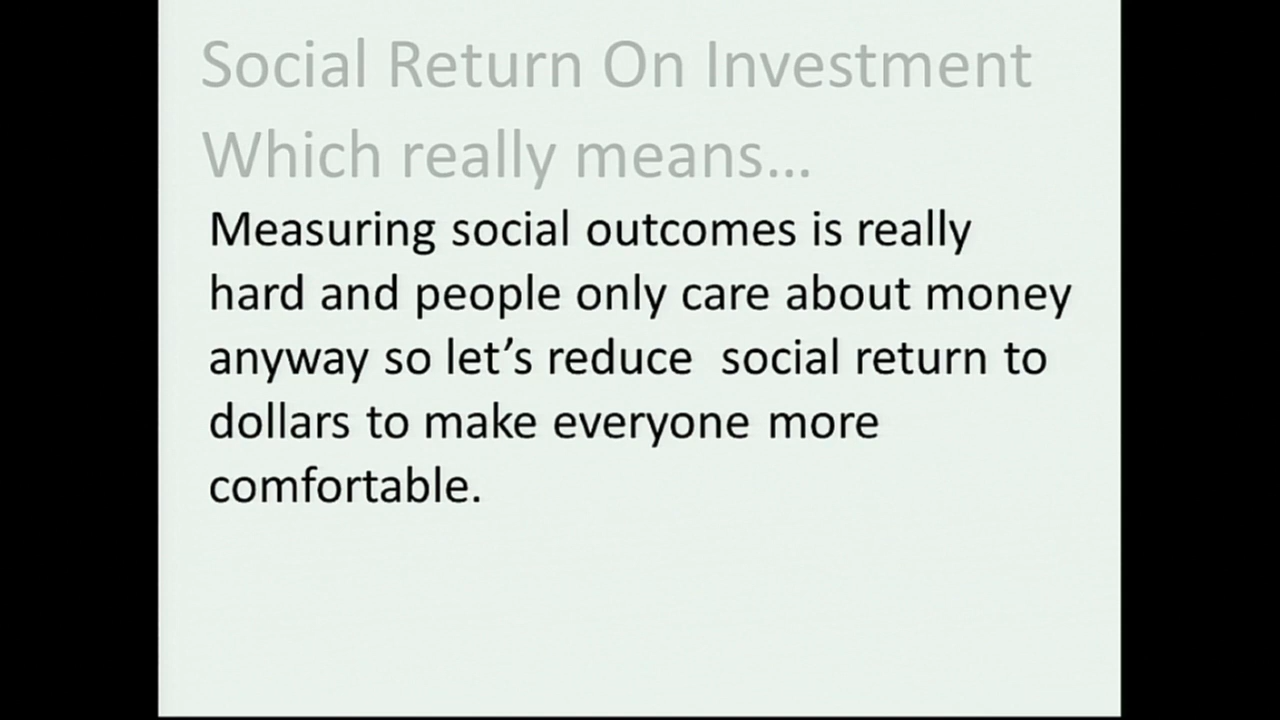 Social Return On Investment
Which really means...
Measuring social outcomes is really
hard and people only care about money
anyway so let’s reduce  social return to
dollars to make everyone more
comfortable.